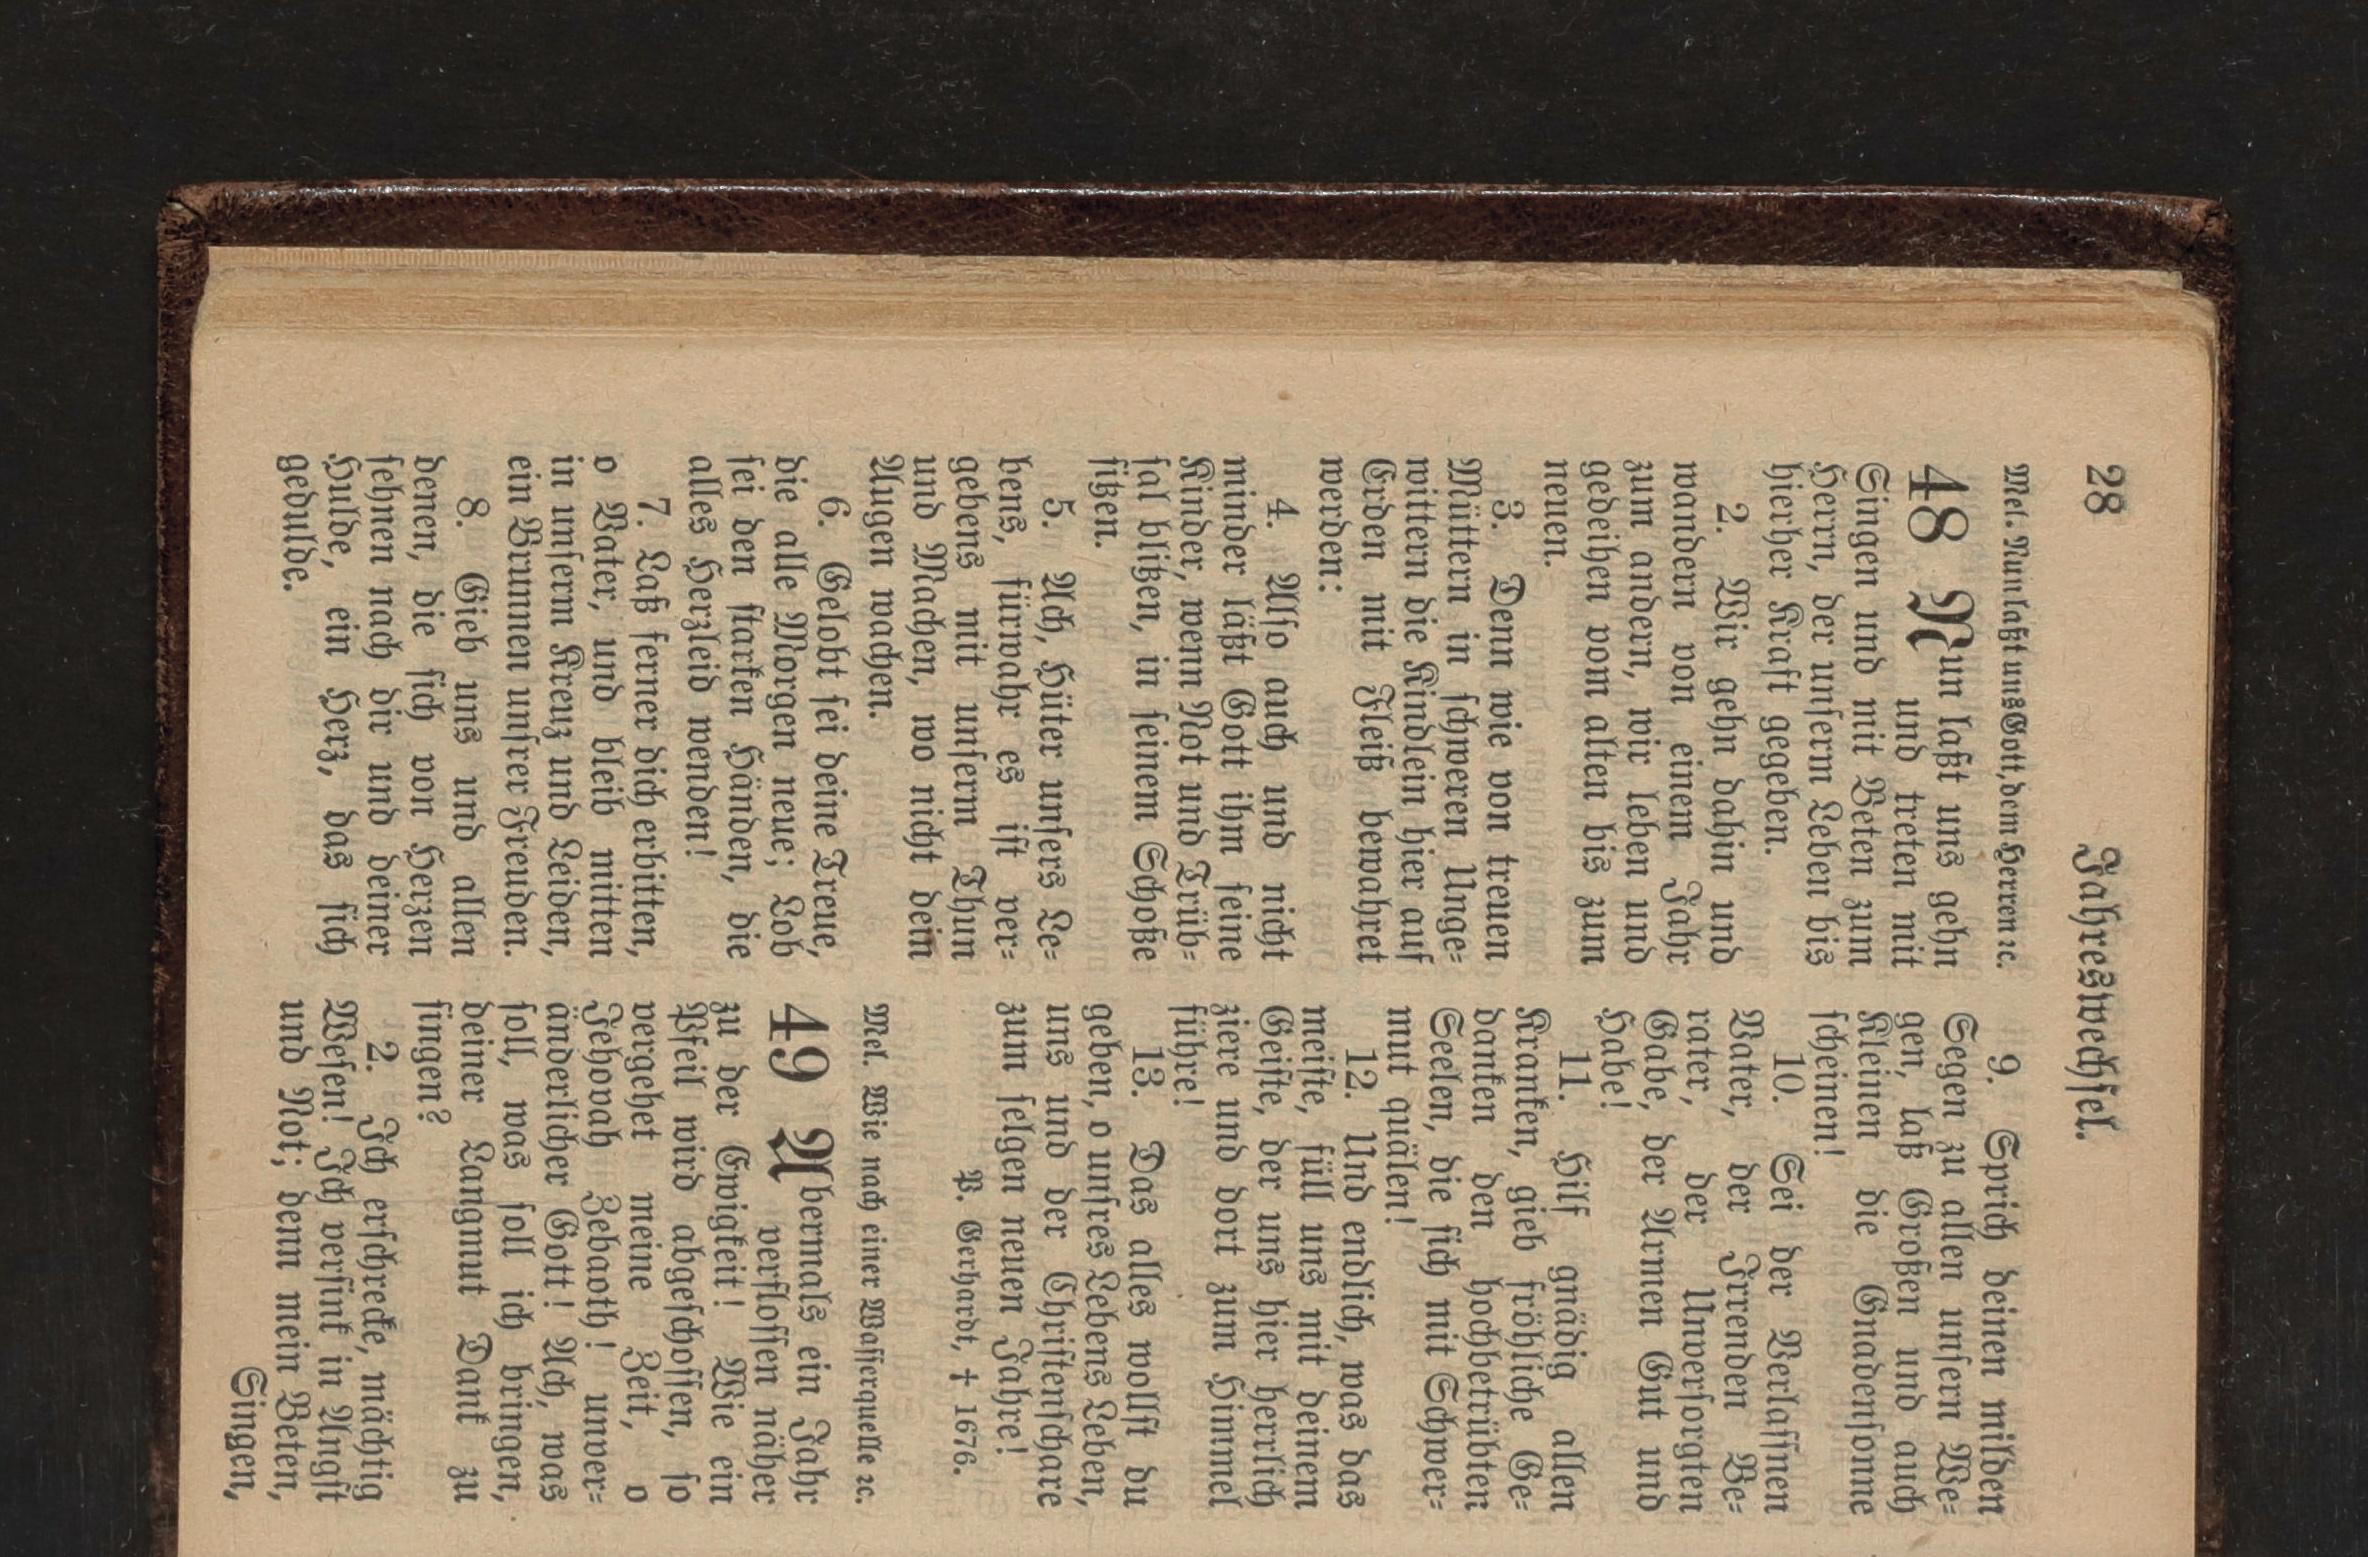 28
Jahreswechsel.
Mel. Nun laßt uns Gott, dem Herren ꝛc.
48 Nun laßt uns gehn
und treten mit
Singen und mit Beten zum
Herrn, der unserm Leben bis
hierher Kraft gegeben.
2. Wir gehn dahin und
wandern von einem Jahr
zum andern, wir leben und
gedeihen vom alten bis zum
neuen.
3. Denn wie von treuen
Müttern in schweren Unge=
wittern die Kindlein hier auf
Erden mit Fleiß bewahret
werden:
4. Also auch und nicht
minder läßt Gott ihm seine
Kinder, wenn Not und Trüb=
sal blitzen, in seinem Schoße
sitzen.
5. Ach, Hüter unsers Le=
bens, fürwahr es ist ver=
gebens mit unserm Thun
und Machen, wo nicht dein
Augen wachen.
6. Gelobt sei deine Treue,
die alle Morgen neue; Lob
sei den starken Händen, die
alles Herzleid wenden!
7. Laß ferner dich erbitten,
o Vater, und bleib mitten
in unserm Kreuz und Leiden,
ein Brunnen unsrer Freuden.
8. Gieb uns und allen
denen, die sich von Herzen
sehnen nach dir und deiner
Hulde, ein Herz, das sich
gedulde.
9. Sprich deinen milden
Segen zu allen unsern We=
gen, laß Großen und auch
Kleinen die Gnadensonne
scheinen!
10. Sei der Verlaßnen
Vater, der Irrenden Be=
rater, der Unversorgten
Gabe, der Armen Gut und
Habe!
11. Hilf gnädig allen
Kranken, gieb fröhliche Ge=
danken den hochbetrübten
Seelen, die sich mit Schwer=
mut quälen!
12. Und endlich, was das
meiste, füll uns mit deinem
Geiste, der uns hier herrlich
ziere und dort zum Himmel
führe!
13. Das alles wollst du
geben, o unsres Lebens Leben,
uns und der Christenschare
zum selgen neuen Jahre!
P. Gerhardt, † 1676.
Mel. Wie nach einer Wasserquelle ꝛc.
49 Abermals ein Jahr
verflossen näher
zu der Ewigkeit! Wie ein
Pfeil wird abgeschossen, so
vergehet meine Zeit, o
Jehovah Zebaoth! unver=
änderlicher Gott! Ach, was
soll, was soll ich bringen,
deiner Langmut Dank zu
singen?
2. Ich erschrecke, mächtig
Wesen! Ich versink in Angst
und Not; denn mein Beten,
Singen,